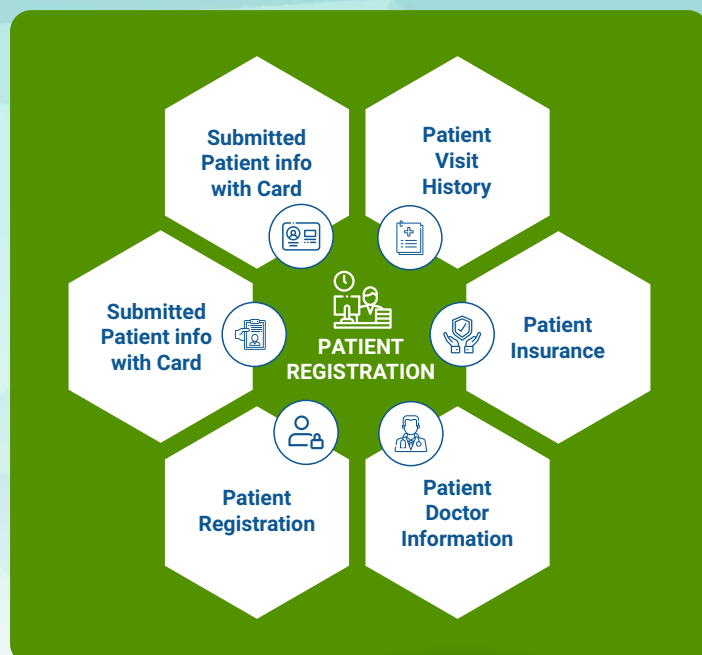 Submitted
Patient info
with Card
Patient
Visit
History
Submitted
Patient info
with Card
PATIENT
REGISTRATION
Patient
Insurance
Patient
Registration
Patient
Doctor
Information